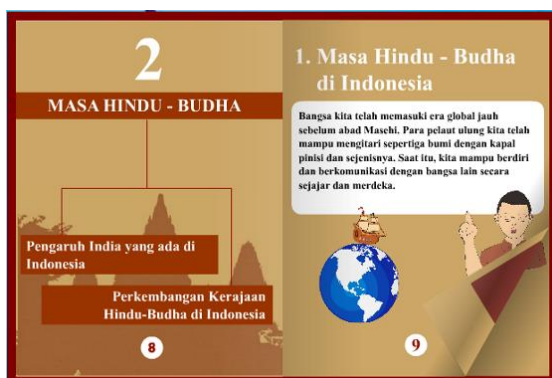 2
MASA HINDU - BUDHA
Pengaruh India yang ada di
Indonesia
Perkembangan Kerajaan
Hindu-Budha di Indonesia
8
1. Masa Hindu - Budha
di Indonesia
Bangsa kita telah memasuki era global jauh
sebelum abad Masehi. Para pelaut ulung kita telah
mampu mengitari sepertiga bumi dengan kapal
pinisi dan sejenisnya. Saat itu, kita mampu berdiri
dan berkomunikasi dengan bangsa lain secara
sejajar dan merdeka.
9